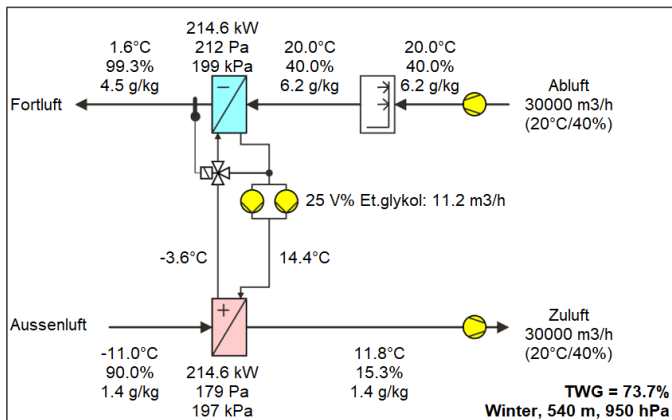 214.6 kW
212 Pa
199 kPa
1.6°C
99.3%
4.5 g/kg
20.0°C
40.0%
6.2 g/kg
20.0°C
40.0%
6.2 g/kg
Fortluft
Abluft
30000 m3/h
(20°C/40%)
25 V% Et.glykol: 11.2 m3/h
-3.6°C
14.4°C
Aussenluft
Zuluft
30000 m3/h
(20°C/40%)
-11.0°C
90.0%
1.4 g/kg
214.6 kW
179 Pa
197 kPa
11.8°C
15.3%
1.4 g/kg
TWG = 73.7%
Winter, 540 m, 950 hPa